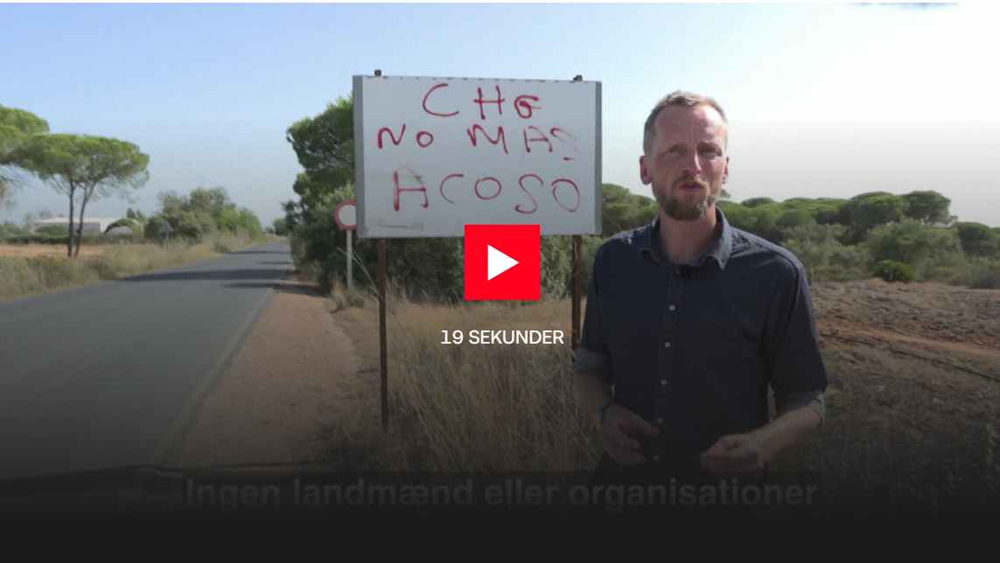 CHG
NO MAS
ACOSO
19 SEKUNDER
Ingen landmænd eller organisationer